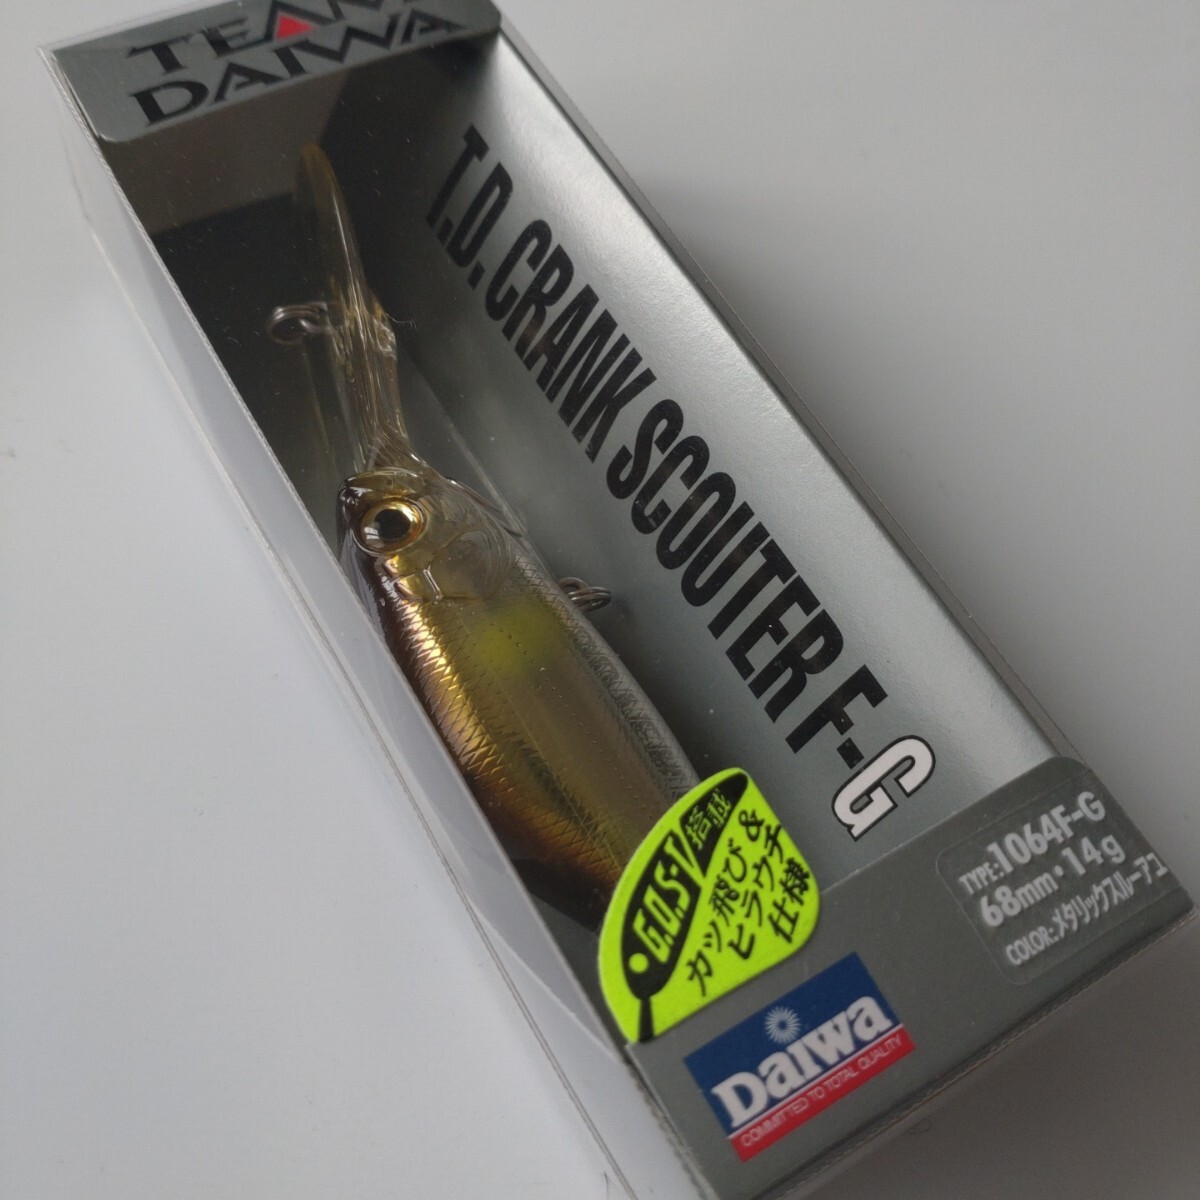 TEAM
DAIWA
T.D. CRANK SCOUTER F-G
G.O.S-T 搭載
カッ飛び&
ヒラウチ
仕様
TYPE:1064F-G
68mm・14g
COLOR:メタリックスルーアユ
Daiwa
COMMITTED TO TOTAL QUALITY